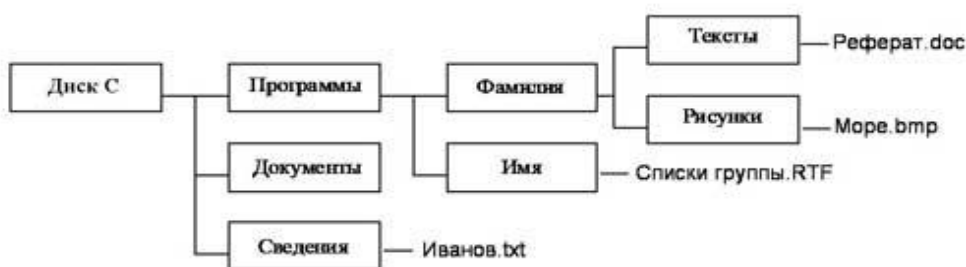 Тексты
Реферат.doc
Диск С
Программы
Фамилия
Рисунки
Море.bmp
Документы
Имя
Списки группы.RTF
Сведения
Иванов.txt